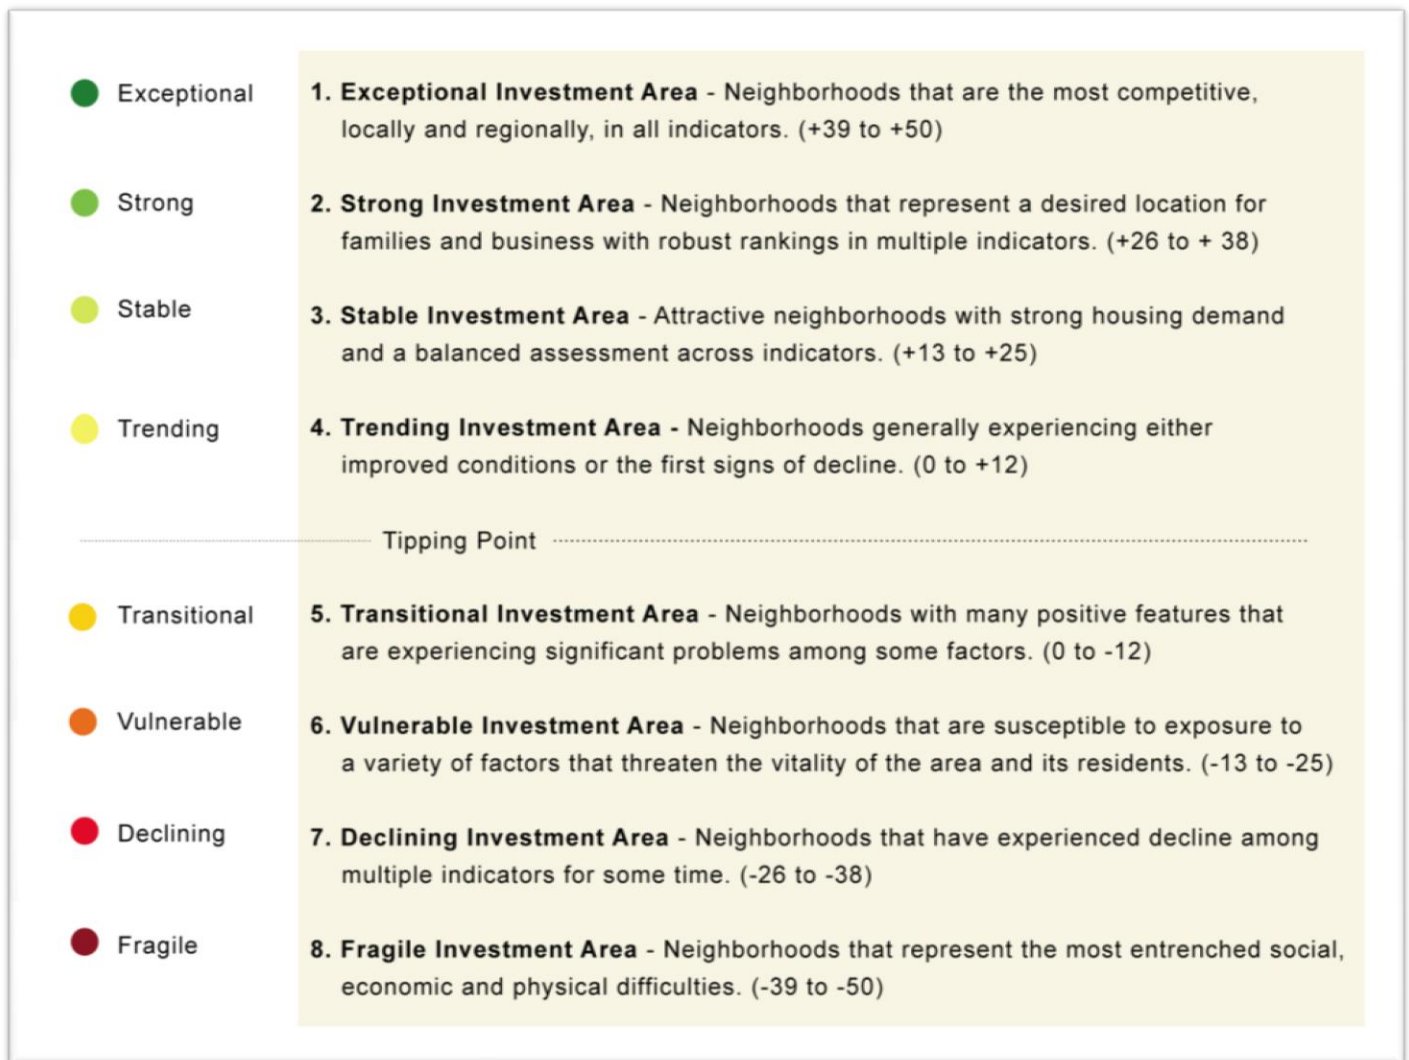 Exceptional
1. Exceptional Investment Area - Neighborhoods that are the most competitive,
locally and regionally, in all indicators. (+39 to +50)
Strong
2. Strong Investment Area - Neighborhoods that represent a desired location for
families and business with robust rankings in multiple indicators. (+26 to + 38)
Stable
3. Stable Investment Area - Attractive neighborhoods with strong housing demand
and a balanced assessment across indicators. (+13 to +25)
Trending
4. Trending Investment Area - Neighborhoods generally experiencing either
improved conditions or the first signs of decline. (0 to +12)
Tipping Point
Transitional
5. Transitional Investment Area - Neighborhoods with many positive features that
are experiencing significant problems among some factors. (0 to -12)
Vulnerable
6. Vulnerable Investment Area - Neighborhoods that are susceptible to exposure to
a variety of factors that threaten the vitality of the area and its residents. (-13 to -25)
Declining
7. Declining Investment Area - Neighborhoods that have experienced decline among
multiple indicators for some time. (-26 to -38)
Fragile
8. Fragile Investment Area - Neighborhoods that represent the most entrenched social,
economic and physical difficulties. (-39 to -50)